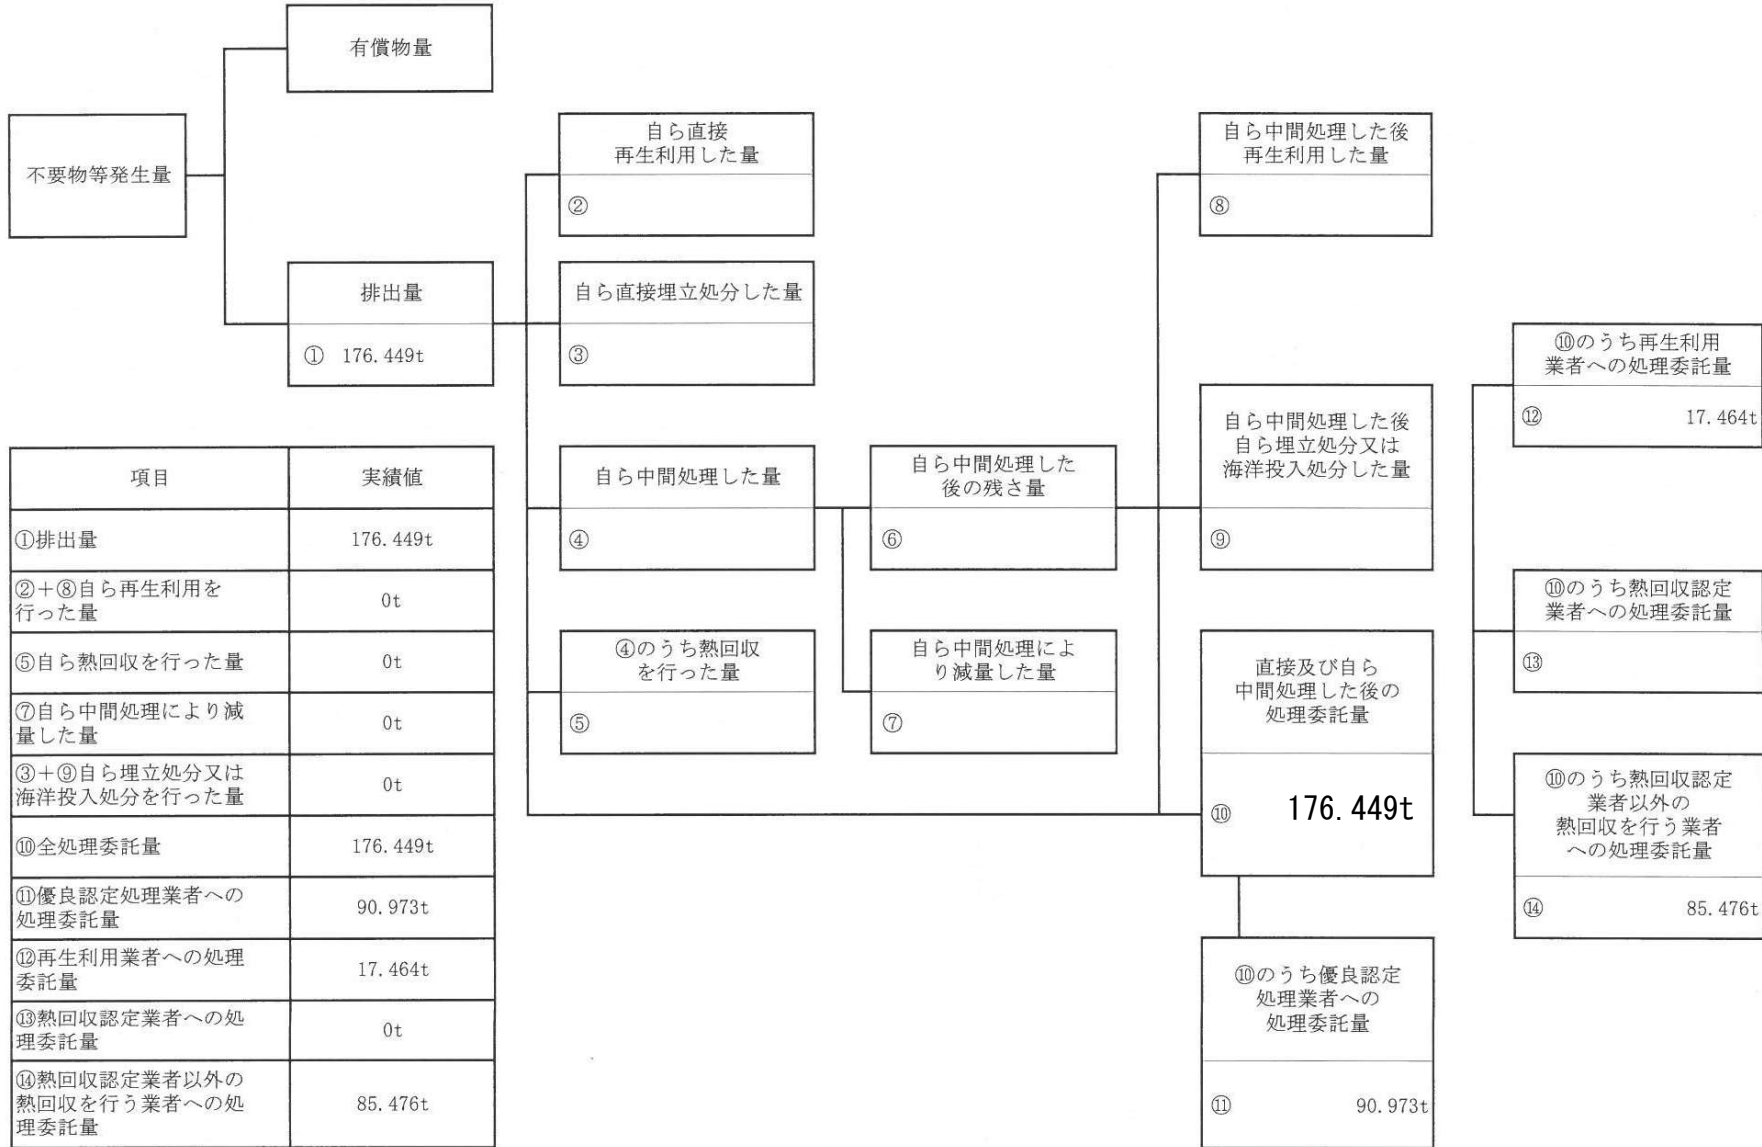 有償物量
不要物等発生量
排出量
① 176.449t
自ら直接
再生利用した量
②
自ら直接埋立処分した量
③
自ら中間処理した量
④
④のうち熱回収
を行った量
⑤
自ら中間処理した
後の残さ量
⑥
自ら中間処理によ
り減量した量
⑦
自ら中間処理した後
再生利用した量
⑧
自ら中間処理した後
自ら埋立処分又は
海洋投入処分した量
⑨
直接及び自ら
中間処理した後の
処理委託量
⑩ 176.449t
⑩のうち優良認定
処理業者への
処理委託量
⑪ 90.973t
⑩のうち再生利用
業者への処理委託量
⑫ 17.464t
⑩のうち熱回収認定
業者への処理委託量
⑬
⑩のうち熱回収認定
業者以外の
熱回収を行う業者
への処理委託量
⑭ 85.476t
項目 実績値
①排出量 176.449t
②+⑧自ら再生利用を
行った量 0t
⑤自ら熱回収を行った量 0t
⑦自ら中間処理により減
量した量 0t
③+⑨自ら埋立処分又は
海洋投入処分を行った量 0t
⑩全処理委託量 176.449t
⑪優良認定処理業者への
処理委託量 90.973t
⑫再生利用業者への処理
委託量 17.464t
⑬熱回収認定業者への処
理委託量 0t
⑭熱回収認定業者以外の
熱回収を行う業者への処
理委託量 85.476t